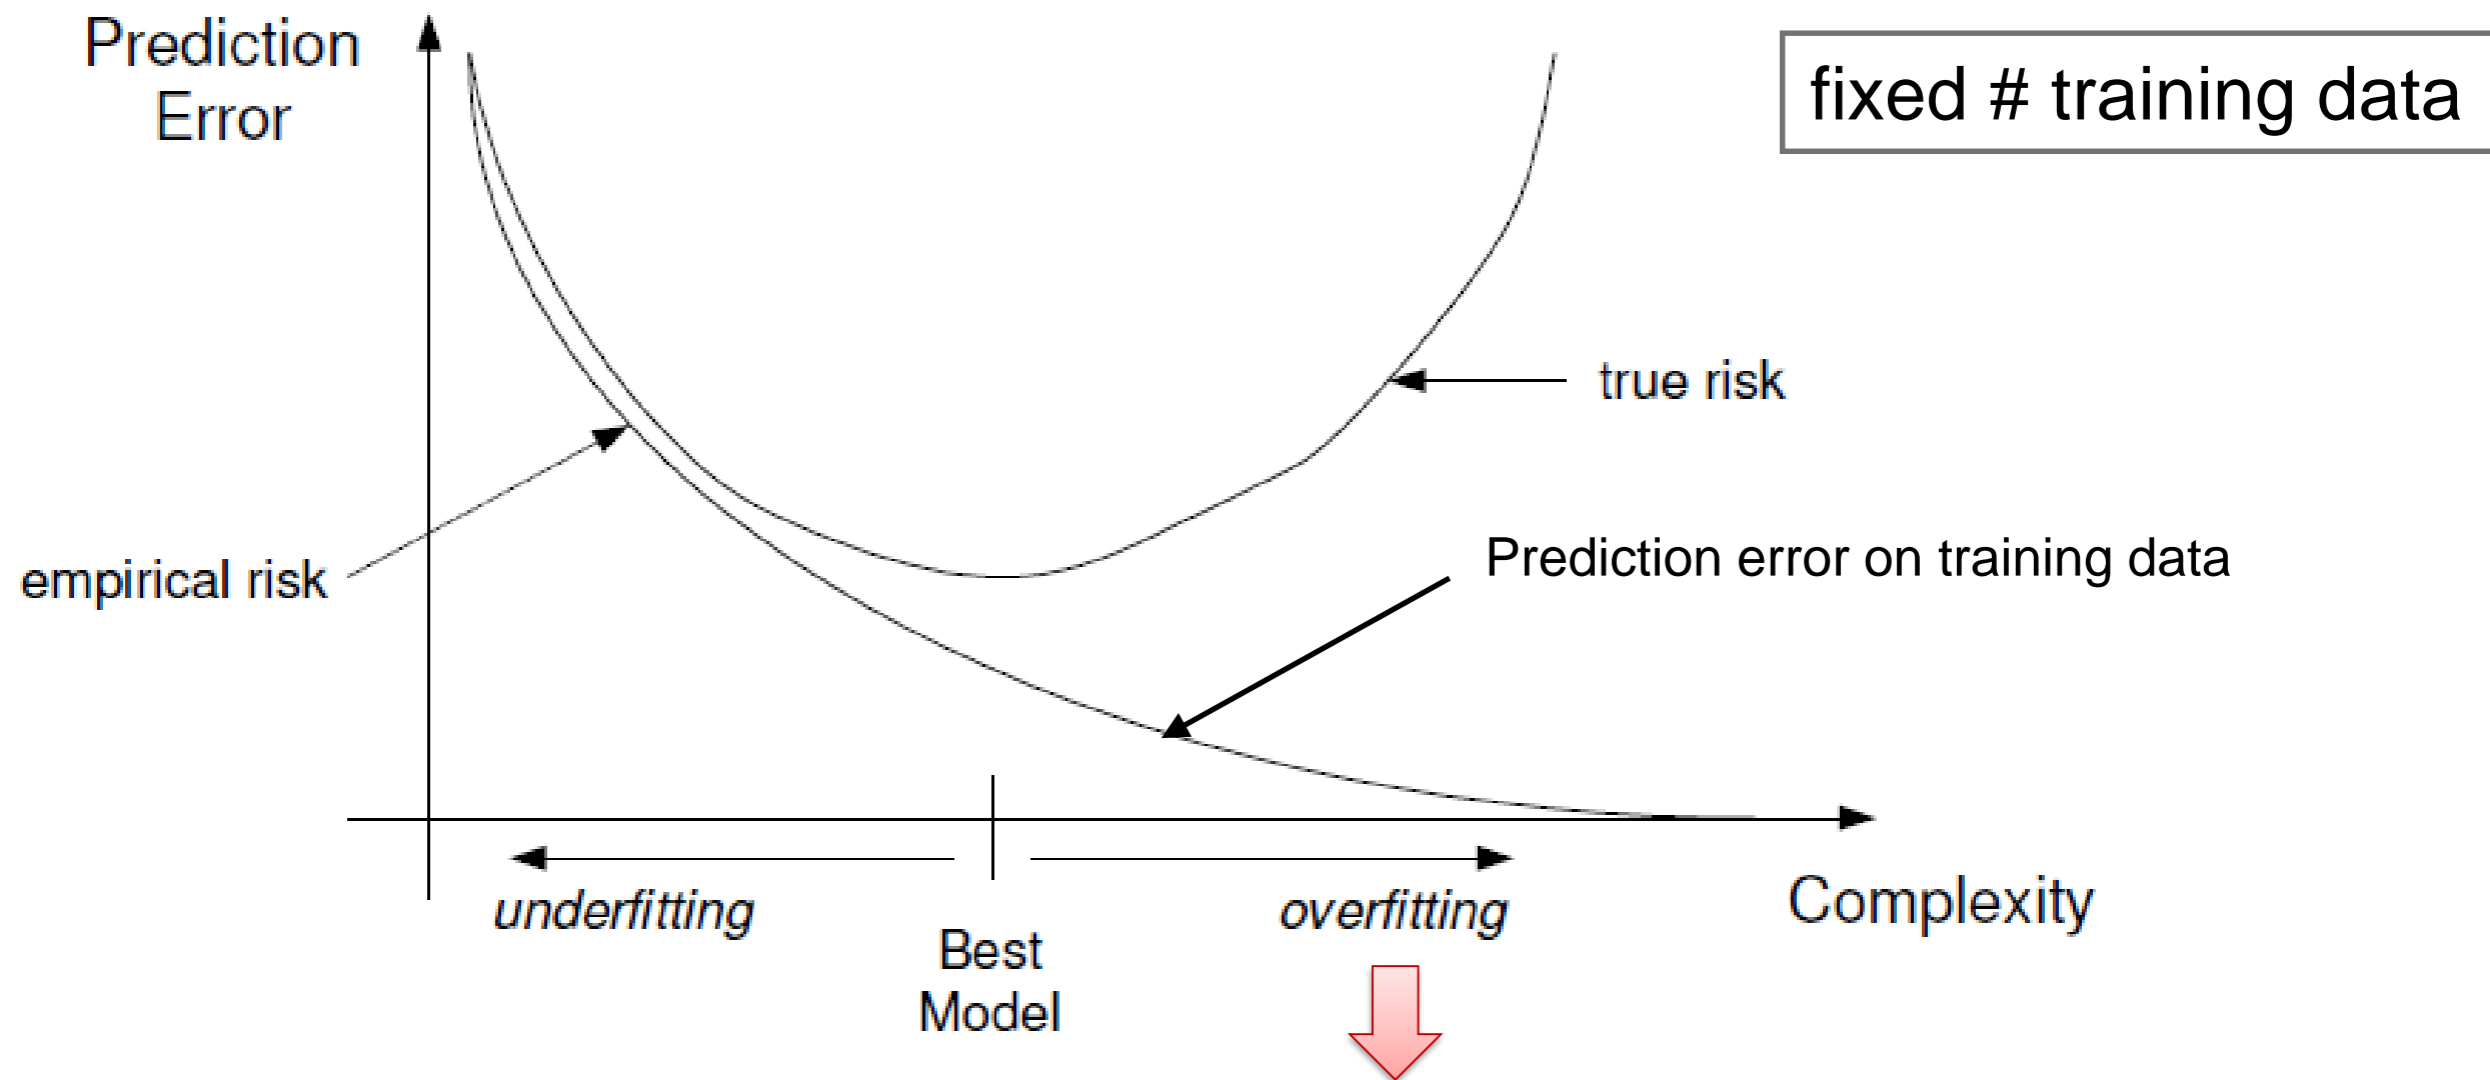 Prediction
Error
fixed # training data
true risk
Prediction error on training data
empirical risk
underfitting
overfitting
Complexity
Best
Model